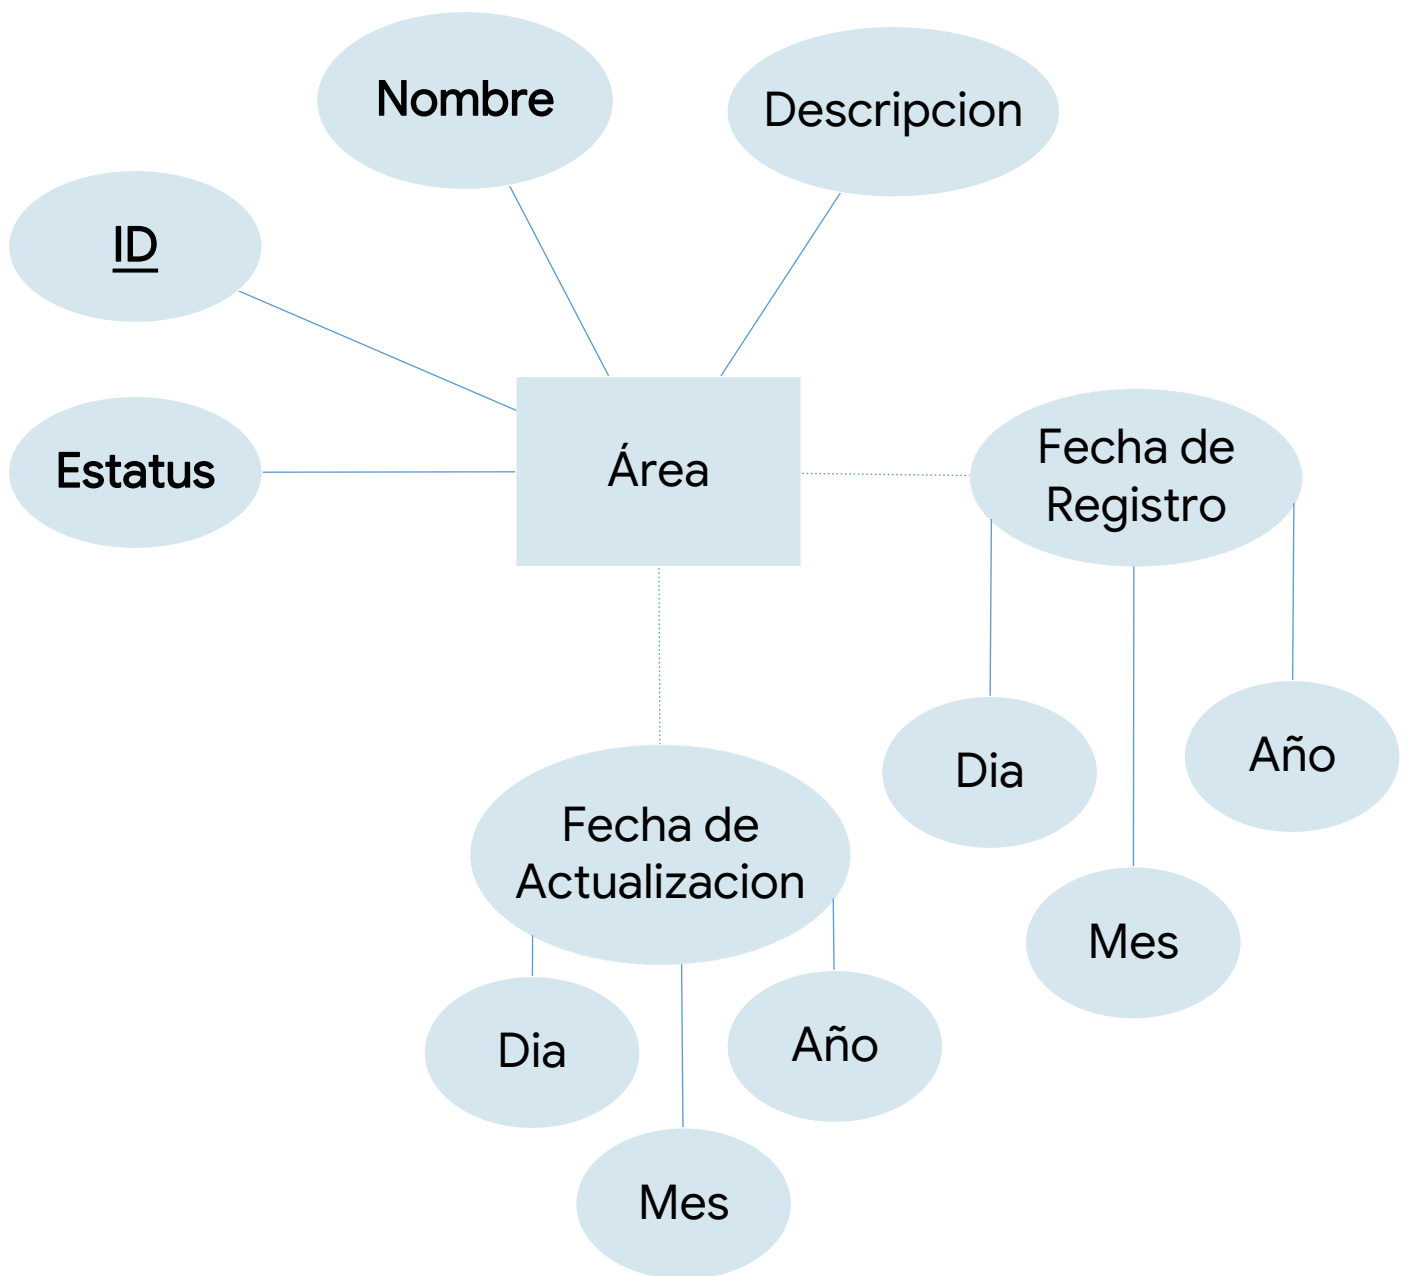 Nombre
Descripcion
ID
Estatus
Área
Fecha de
Registro
Dia
Año
Mes
Fecha de
Actualizacion
Dia
Año
Mes